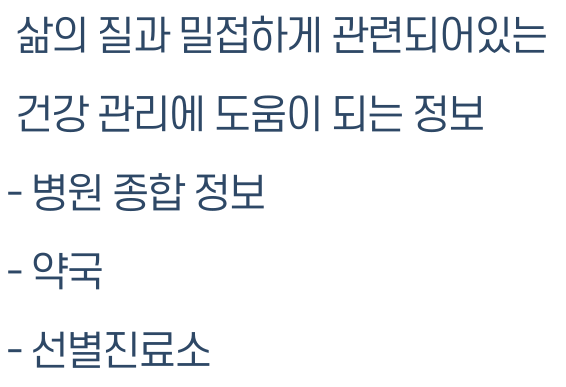 삶의 질과 밀접하게 관련되어있는
건강 관리에 도움이 되는 정보
- 병원 종합 정보
- 약국
- 선별진료소